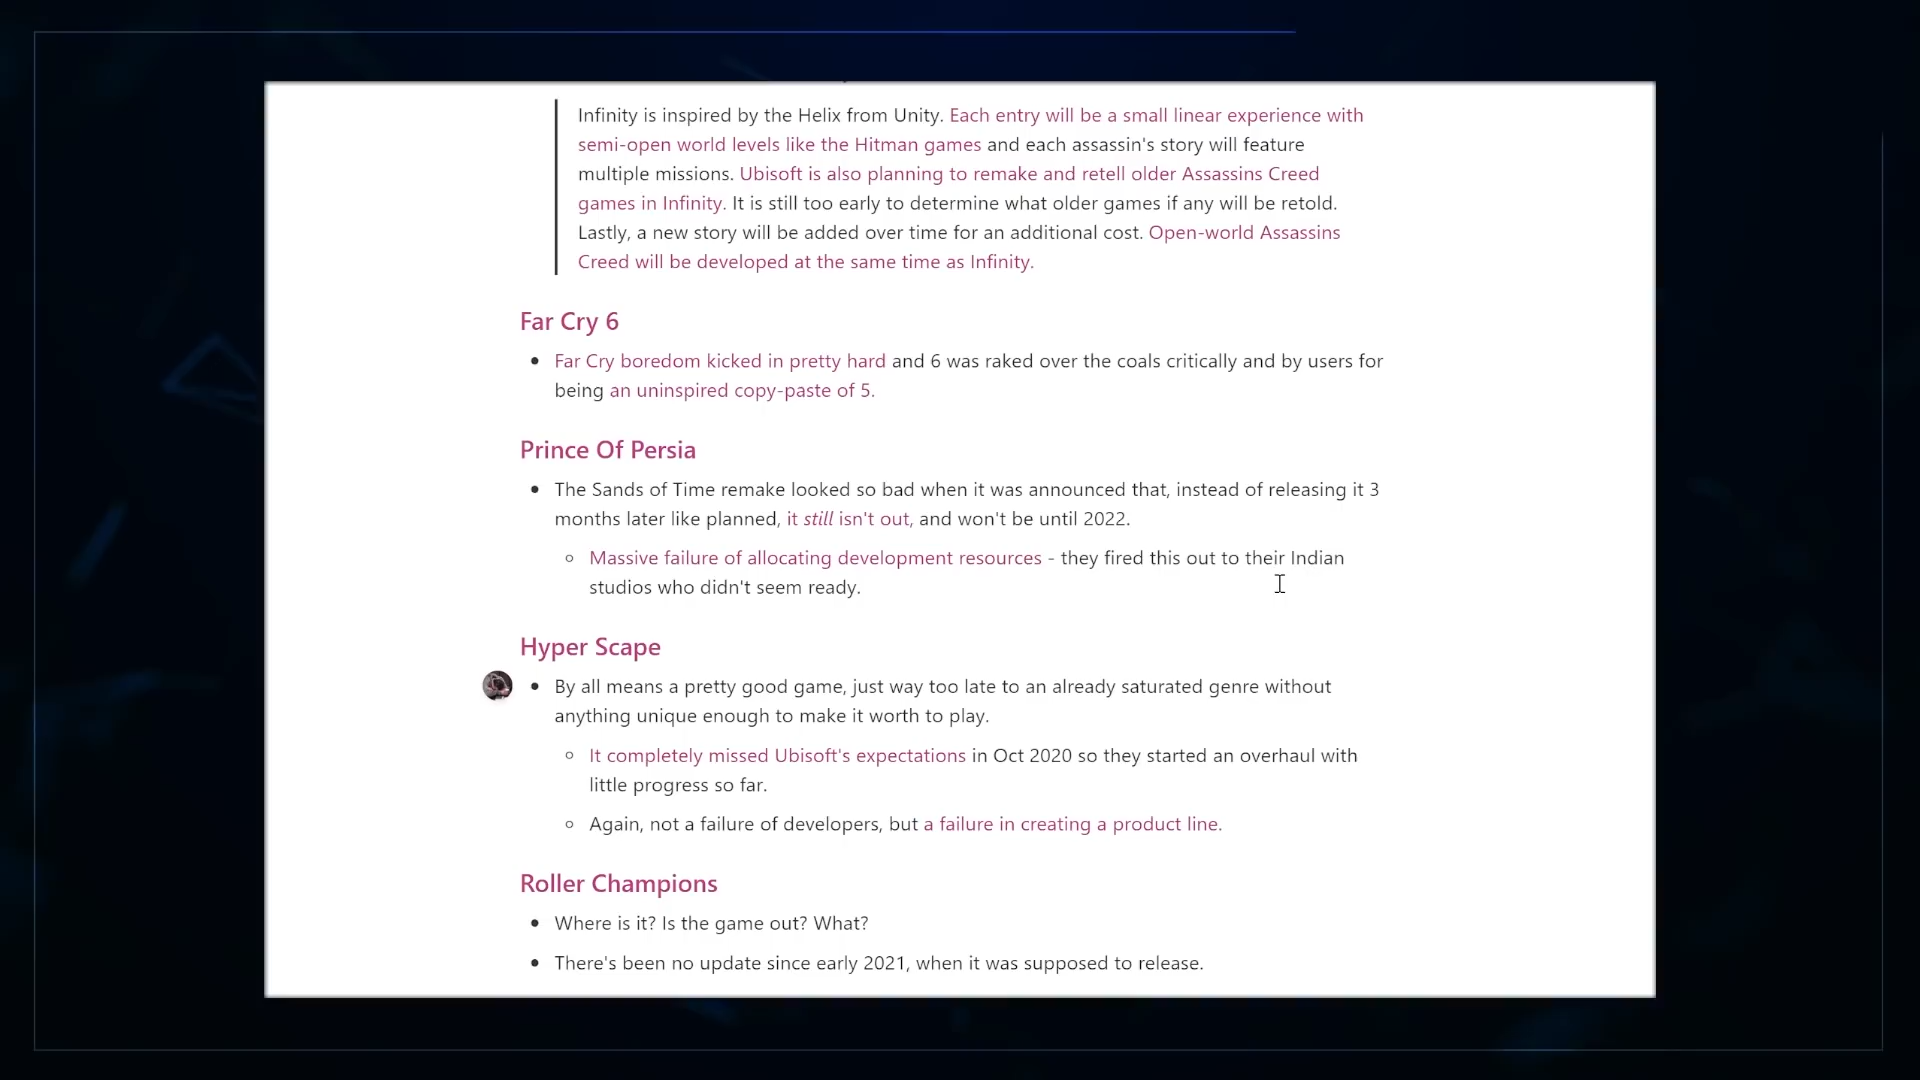 Infinity is inspired by the Helix from Unity. Each entry will be a small linear experience with
semi-open world levels like the Hitman games and each assassin's story will feature
multiple missions. Ubisoft is also planning to remake and retell older Assassins Creed
games in Infinity. It is still too early to determine what older games if any will be retold.
Lastly, a new story will be added over time for an additional cost. Open-world Assassins
Creed will be developed at the same time as Infinity.
Far Cry 6
• Far Cry boredom kicked in pretty hard and 6 was raked over the coals critically and by users for
being an uninspired copy-paste of 5.
Prince Of Persia
• The Sands of Time remake looked so bad when it was announced that, instead of releasing it 3
months later like planned, it still isn't out, and won't be until 2022.
◦ Massive failure of allocating development resources - they fired this out to their Indian
studios who didn't seem ready.
Hyper Scape
• By all means a pretty good game, just way too late to an already saturated genre without
anything unique enough to make it worth to play.
◦ It completely missed Ubisoft's expectations in Oct 2020 so they started an overhaul with
little progress so far.
◦ Again, not a failure of developers, but a failure in creating a product line.
Roller Champions
• Where is it? Is the game out? What?
• There's been no update since early 2021, when it was supposed to release.